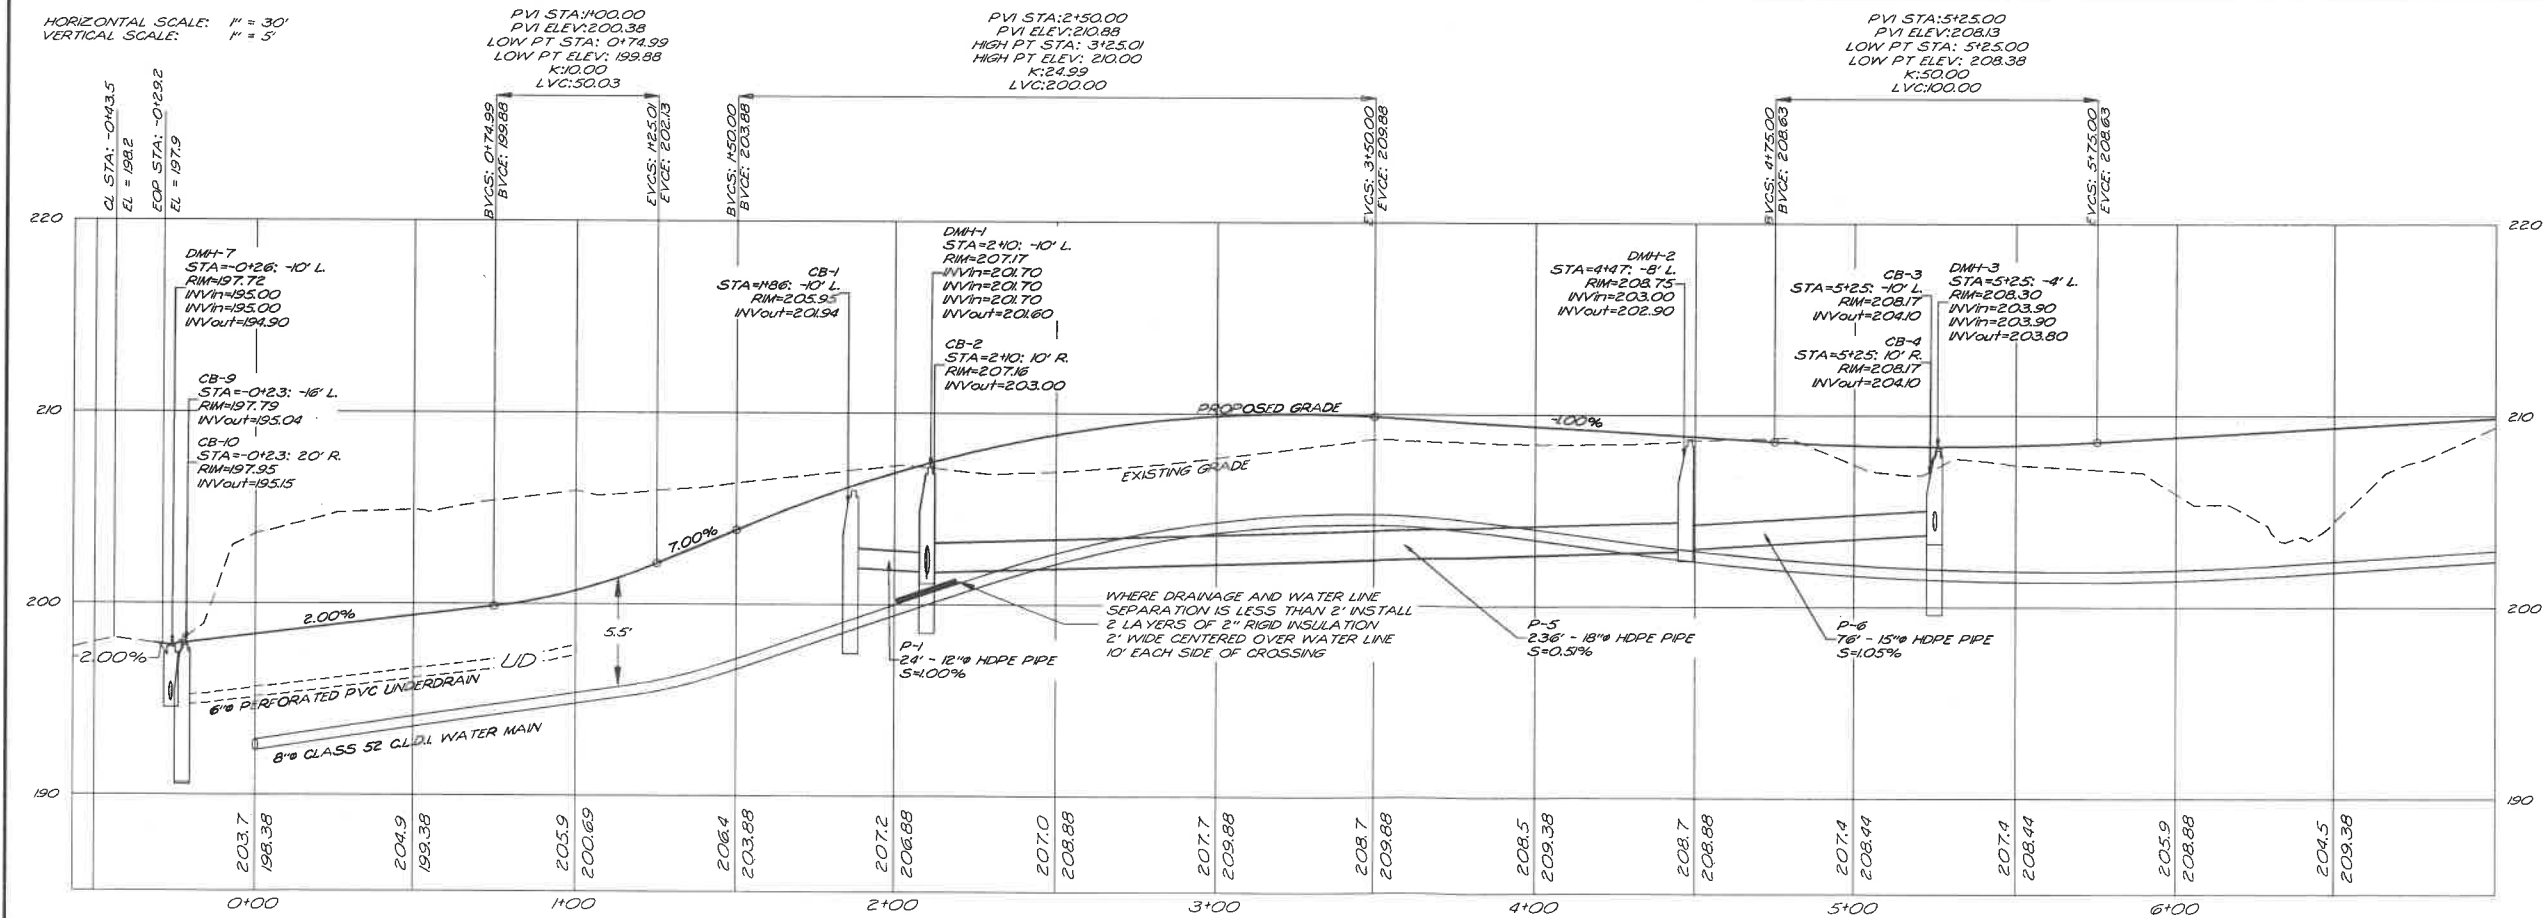 HORIZONTAL SCALE: 1" = 30'
VERTICAL SCALE: 1" = 5'
PVI STA:1+00.00
PVI ELEV:200.38
LOW PT STA: 0+74.99
LOW PT ELEV: 199.88
K:10.00
LVC:50.03
PVI STA:2+50.00
PVI ELEV:210.88
HIGH PT STA: 3+25.01
HIGH PT ELEV: 210.00
K:24.99
LVC:200.00
PVI STA:5+25.00
PVI ELEV:208.13
LOW PT STA: 5+25.00
LOW PT ELEV: 208.38
K:50.00
LVC:100.00
CL STA: -0+43.5
EL = 198.2
EOP STA: -0+29.2
EL = 197.9
BVCS: 0+74.99
BVCE: 199.88
EVCS: 1+25.01
EVCE: 202.13
BVCS: 1+50.00
BVCE: 203.88
EVCS: 3+50.00
EVCE: 209.88
BVCS: 4+75.00
BVCE: 208.63
EVCS: 5+75.00
EVCE: 208.63
220
220
DMH-7
STA=-0+26: -10' L.
RIM=197.72
INVin=195.00
INVin=195.00
INVout=194.90
CB-9
STA=-0+23: -16' L.
RIM=197.79
INVout=195.04
CB-10
STA=-0+23: 20' R.
RIM=197.95
INVout=195.15
CB-1
STA=1+86: -10' L.
RIM=205.95
INVout=201.94
DMH-1
STA=2+10: -10' L.
RIM=207.17
INVin=201.70
INVin=201.70
INVin=201.70
INVout=201.60
CB-2
STA=2+10: 10' R.
RIM=207.16
INVout=203.00
DMH-2
STA=4+47: -8' L.
RIM=208.75
INVin=203.00
INVout=202.90
CB-3
STA=5+25: -10' L.
RIM=208.17
INVout=204.10
CB-4
STA=5+25: 10' R.
RIM=208.17
INVout=204.10
DMH-3
STA=5+25: -4' L.
RIM=208.30
INVin=203.90
INVin=203.90
INVout=203.80
210
210
PROPOSED GRADE
-1.00%
EXISTING GRADE
7.00%
200
2.00%
200
5.5'
2.00%
UD
6"ø PERFORATED PVC UNDERDRAIN
8"ø CLASS 52 C.L.D.I. WATER MAIN
P-1
24' - 12"ø HDPE PIPE
S=1.00%
WHERE DRAINAGE AND WATER LINE
SEPARATION IS LESS THAN 2' INSTALL
2 LAYERS OF 2" RIGID INSULATION
2' WIDE CENTERED OVER WATER LINE
10' EACH SIDE OF CROSSING
P-5
236' - 18"ø HDPE PIPE
S=0.51%
P-6
76' - 15"ø HDPE PIPE
S=1.05%
190
190
203.7
198.38
204.9
199.38
205.9
200.69
206.4
203.88
207.2
206.88
207.0
208.88
207.7
209.88
208.7
209.88
208.5
209.38
208.7
208.88
207.4
208.44
207.4
208.44
205.9
208.88
204.5
209.38
0+00
1+00
2+00
3+00
4+00
5+00
6+00